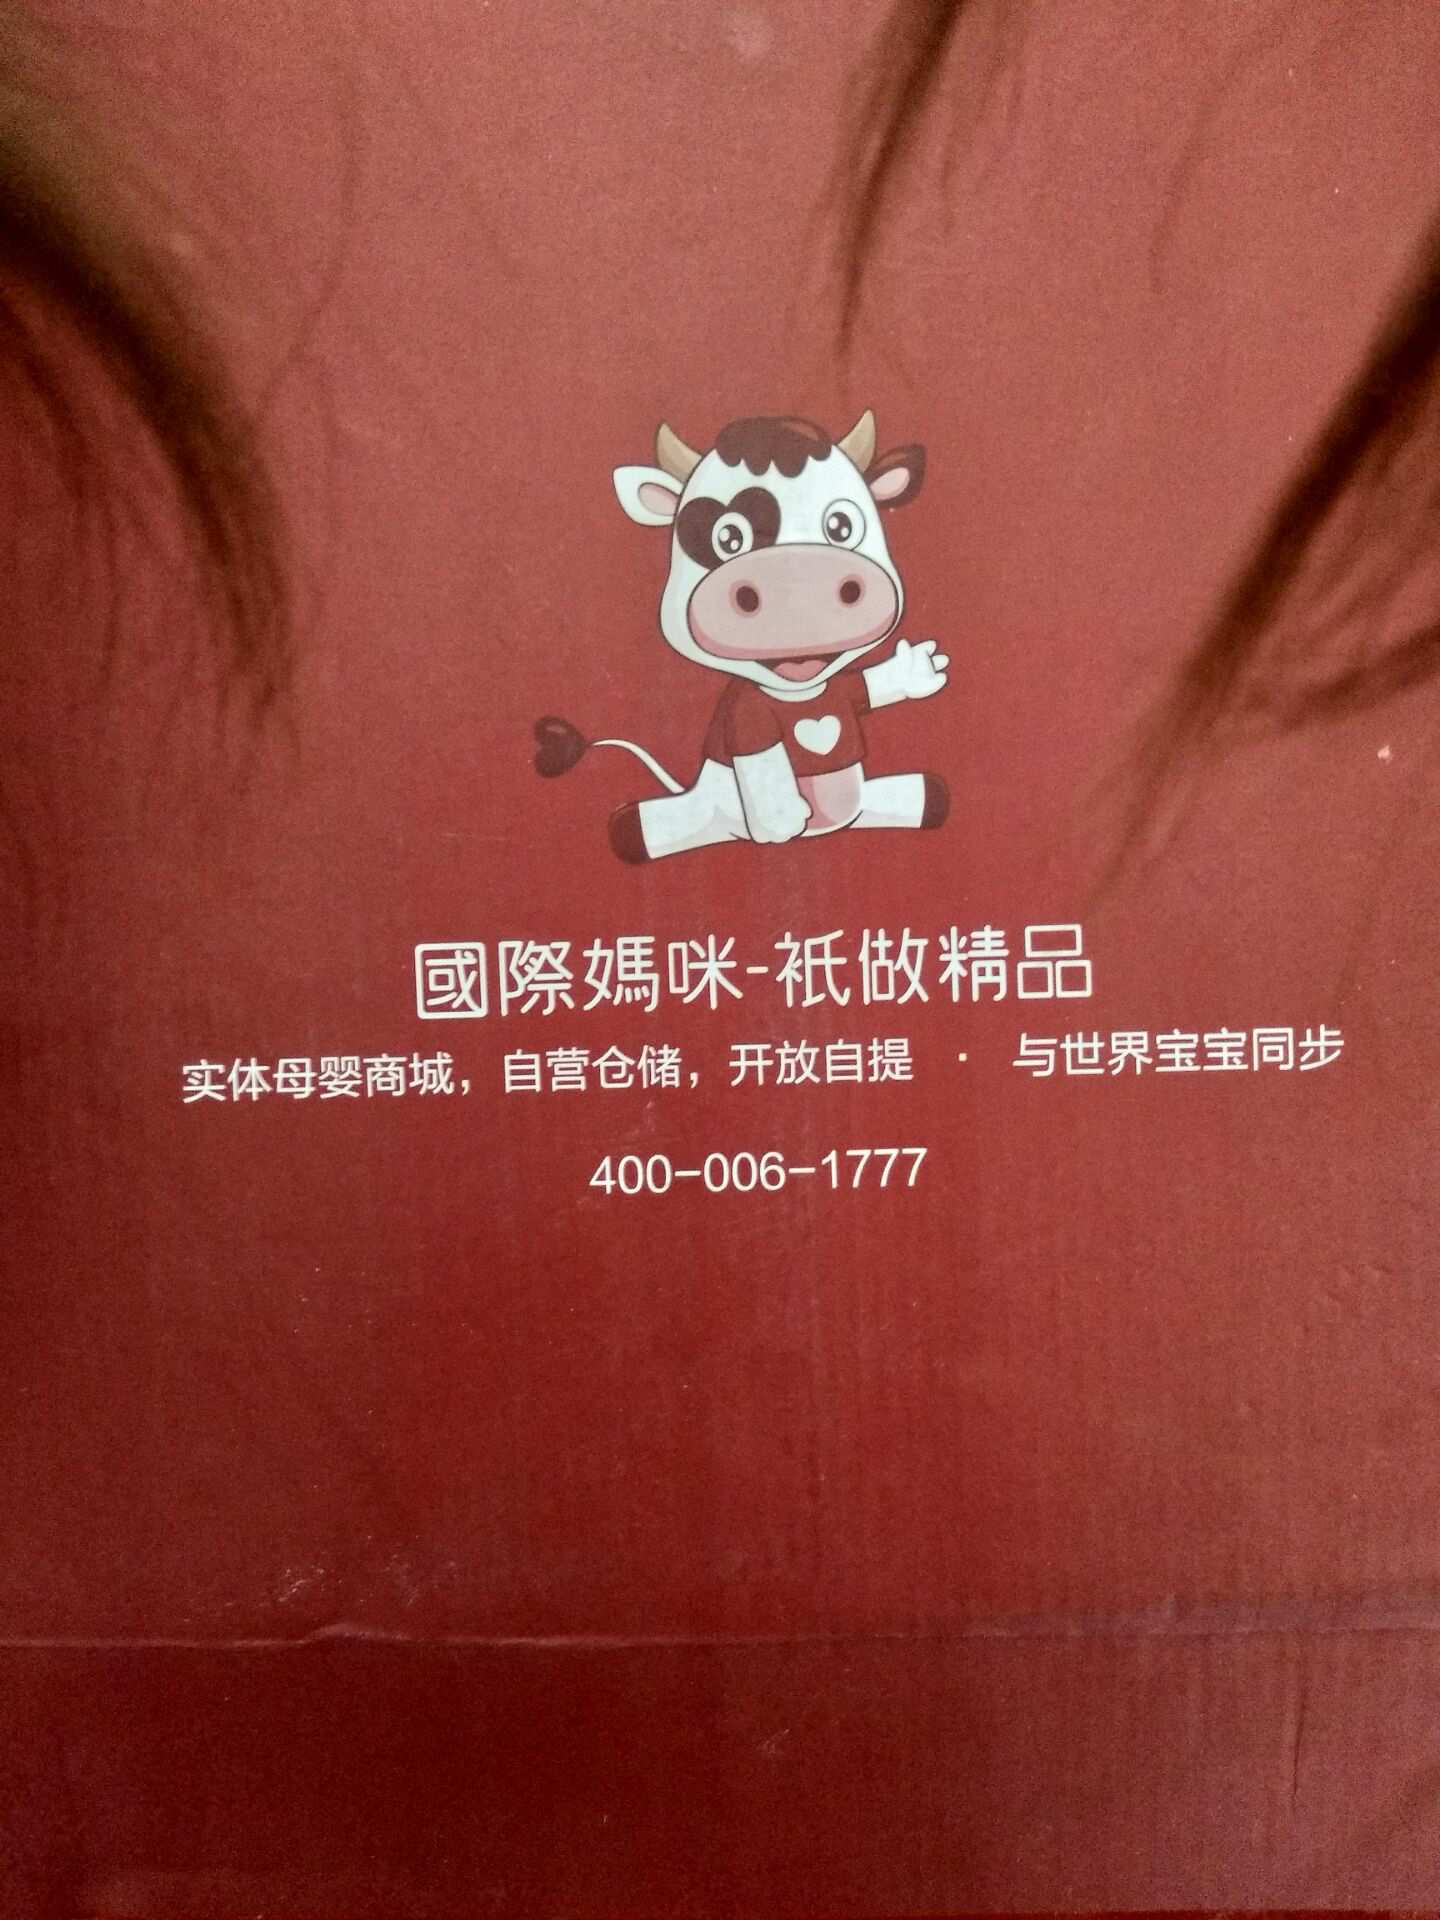 國際媽咪-祇做精品
实体母婴商城，自营仓储，开放自提 · 与世界宝宝同步
400-006-1777